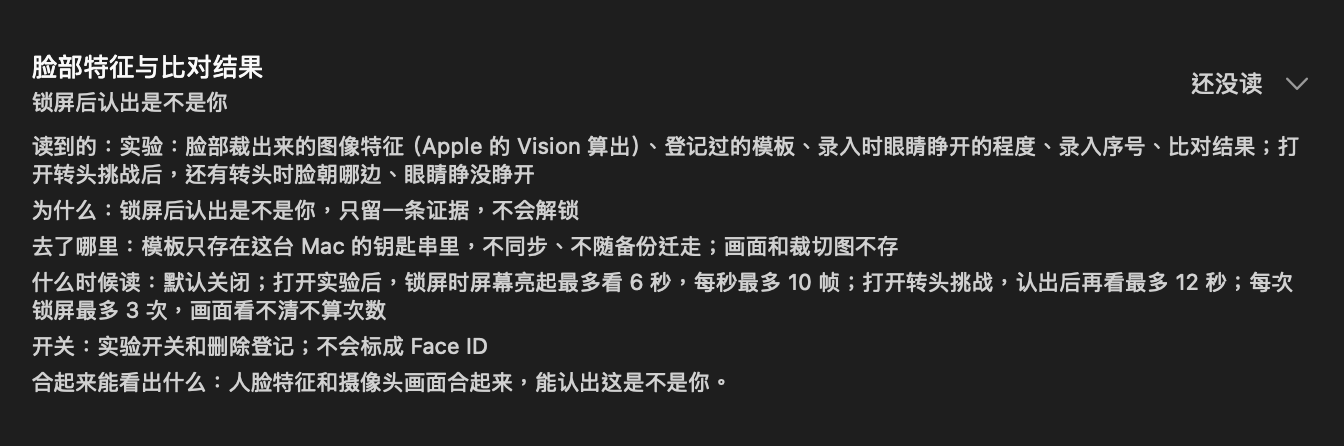 脸部特征与比对结果
锁屏后认出是不是你
还没读
读到的：实验：脸部裁出来的图像特征（Apple 的 Vision 算出）、登记过的模板、录入时眼睛睁开的程度、录入序号、比对结果；打
开转头挑战后，还有转头时脸朝哪边、眼睛睁没睁开
为什么：锁屏后认出是不是你，只留一条证据，不会解锁
去了哪里：模板只存在这台 Mac 的钥匙串里，不同步、不随备份迁走；画面和裁切图不存
什么时候读：默认关闭；打开实验后，锁屏时屏幕亮起最多看 6 秒，每秒最多 10 帧；打开转头挑战，认出后再看最多 12 秒；每次
锁屏最多 3 次，画面看不清不算次数
开关：实验开关和删除登记；不会标成 Face ID
合起来能看出什么：人脸特征和摄像头画面合起来，能认出这是不是你。